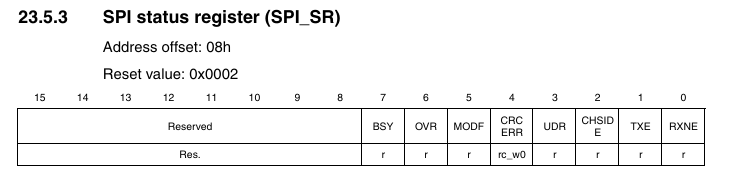 23.5.3 SPI status register (SPI_SR)
Address offset: 08h
Reset value: 0x0002
15 14 13 12 11 10 9 8 7 6 5 4 3 2 1 0
Reserved BSY OVR MODF CRC ERR UDR CHSID E TXE RXNE
Res. r r r rc_w0 r r r r